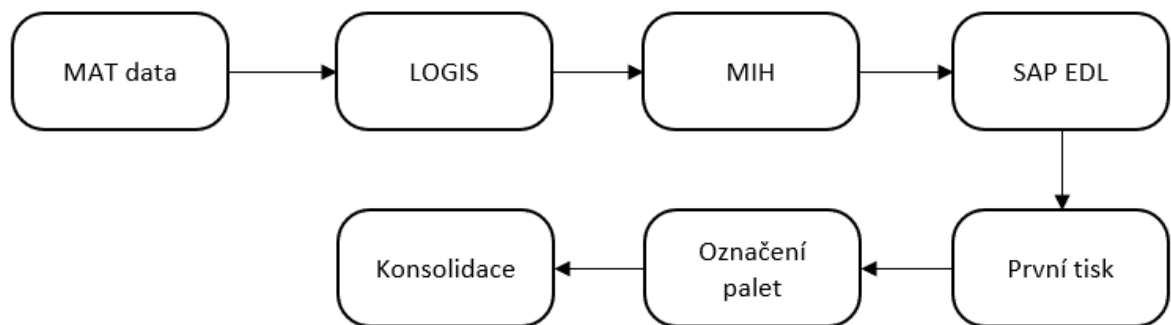 MAT data
LOGIS
MIH
SAP EDL
První tisk
Označení
palet
Konsolidace